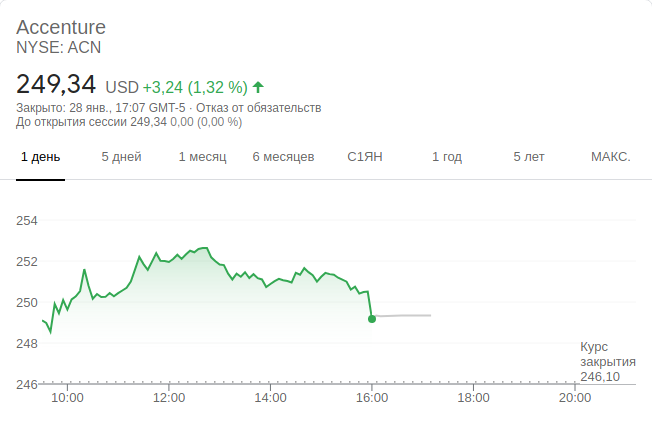 Accenture
NYSE: ACN
249,34 USD +3,24 (1,32 %)
Закрыто: 28 янв., 17:07 GMT-5 · Отказ от обязательств
До открытия сессии 249,34 0,00 (0,00 %)
1 день 5 дней 1 месяц 6 месяцев С1ЯН 1 год 5 лет МАКС.
254
252
250
248
246
Курс
закрытия
246,10
10:00 12:00 14:00 16:00 18:00 20:00